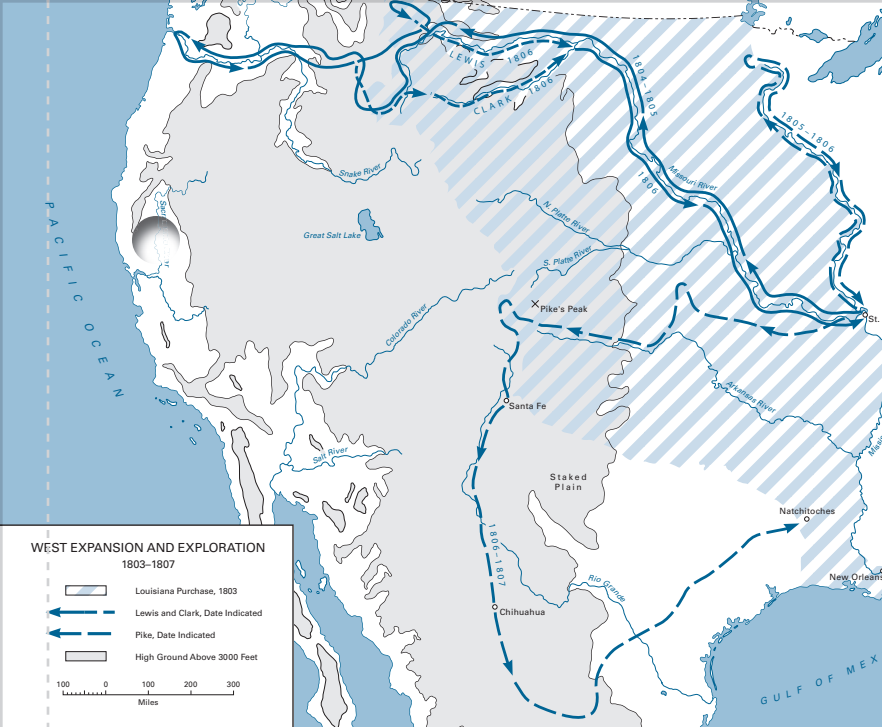 LEWIS 1806
CLARK 1806
1804–1805
1805–1806
Missouri River
1806
Snake River
N. Platte River
Great Salt Lake
S. Platte River
PACIFIC OCEAN
Pike's Peak
Colorado River
St.
Santa Fe
Arkansas River
Salt River
Staked
Plain
Natchitoches
1806–1807
New Orleans
Rio Grande
Chihuahua
GULF OF MEX
WEST EXPANSION AND EXPLORATION
1803–1807
Louisiana Purchase, 1803
Lewis and Clark, Date Indicated
Pike, Date Indicated
High Ground Above 3000 Feet
100 0 100 200 300
Miles